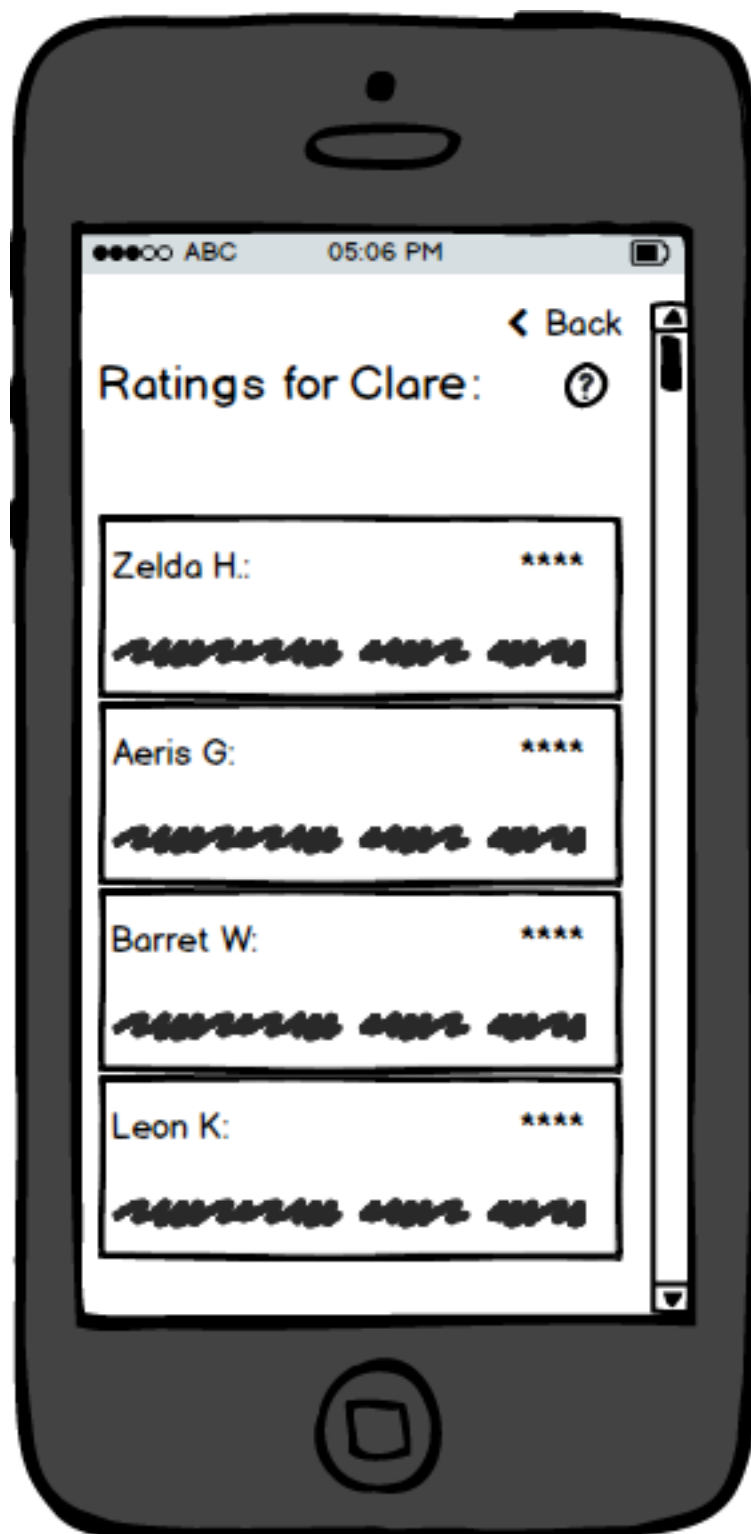 ABC 05:06 PM
Back
Ratings for Clare: ?
Zelda H.: ****
Aeris G: ****
Barret W: ****
Leon K: ****